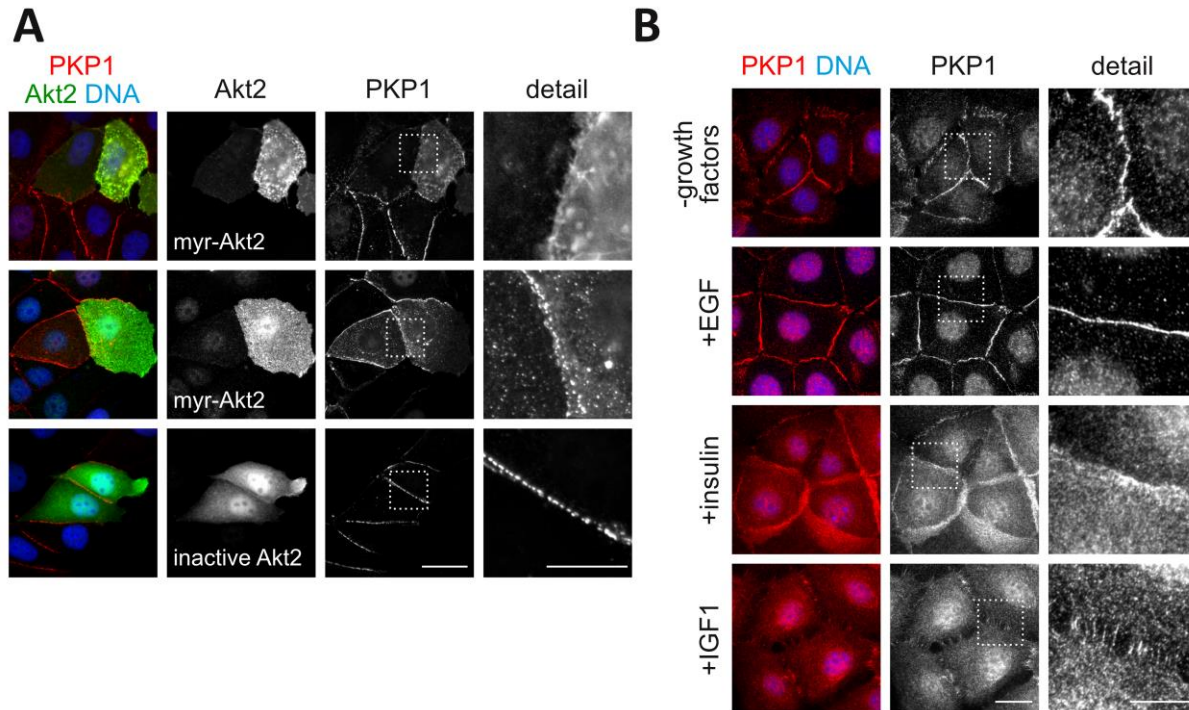 A
PKP1
Akt2 DNA
Akt2
PKP1
detail
myr-Akt2
myr-Akt2
inactive Akt2
B
PKP1 DNA
PKP1
detail
-growth
factors
+EGF
+insulin
+IGF1